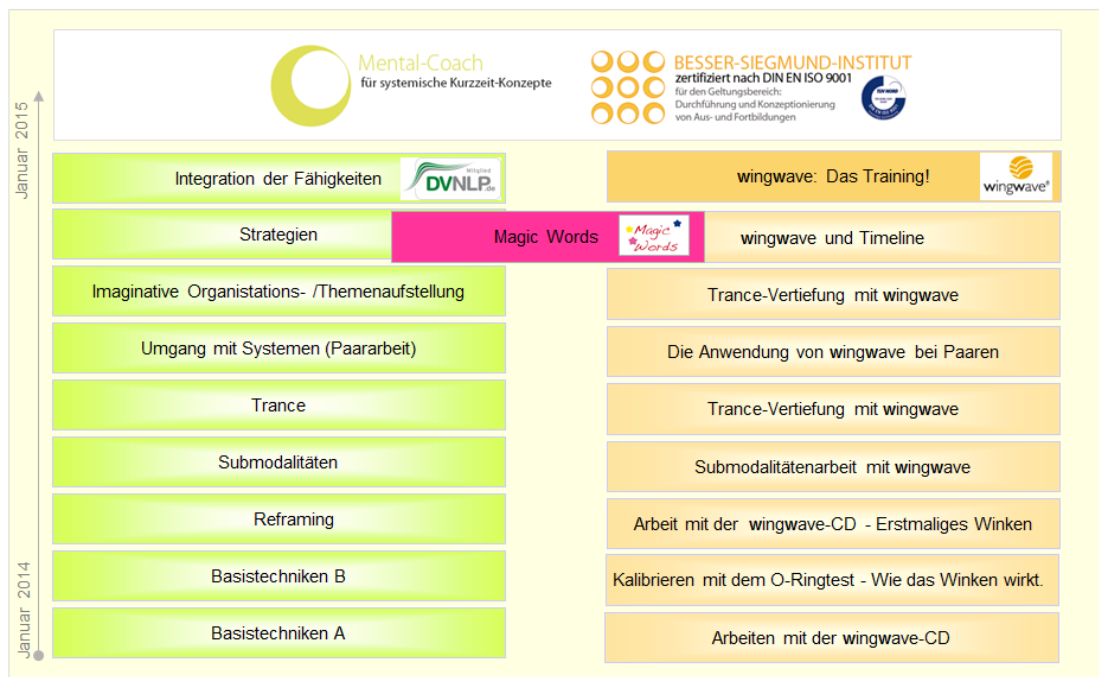 Mental-Coach
für systemische Kurzzeit-Konzepte
BESSER-SIEGMUND-INSTITUT
zertifiziert nach DIN EN ISO 9001
für den Geltungsbereich:
Durchführung und Konzeptionierung
von Aus- und Fortbildungen
TÜV NORD
Januar 2015
Integration der Fähigkeiten
Mitglied
DVNLP.de
wingwave: Das Training!
wingwave®
Strategien
Magic Words
Magic
Words
wingwave und Timeline
Imaginative Organistations- /Themenaufstellung
Trance-Vertiefung mit wingwave
Umgang mit Systemen (Paararbeit)
Die Anwendung von wingwave bei Paaren
Trance
Trance-Vertiefung mit wingwave
Submodalitäten
Submodalitätenarbeit mit wingwave
Reframing
Arbeit mit der wingwave-CD - Erstmaliges Winken
Basistechniken B
Kalibrieren mit dem O-Ringtest - Wie das Winken wirkt.
Basistechniken A
Arbeiten mit der wingwave-CD
Januar 2014